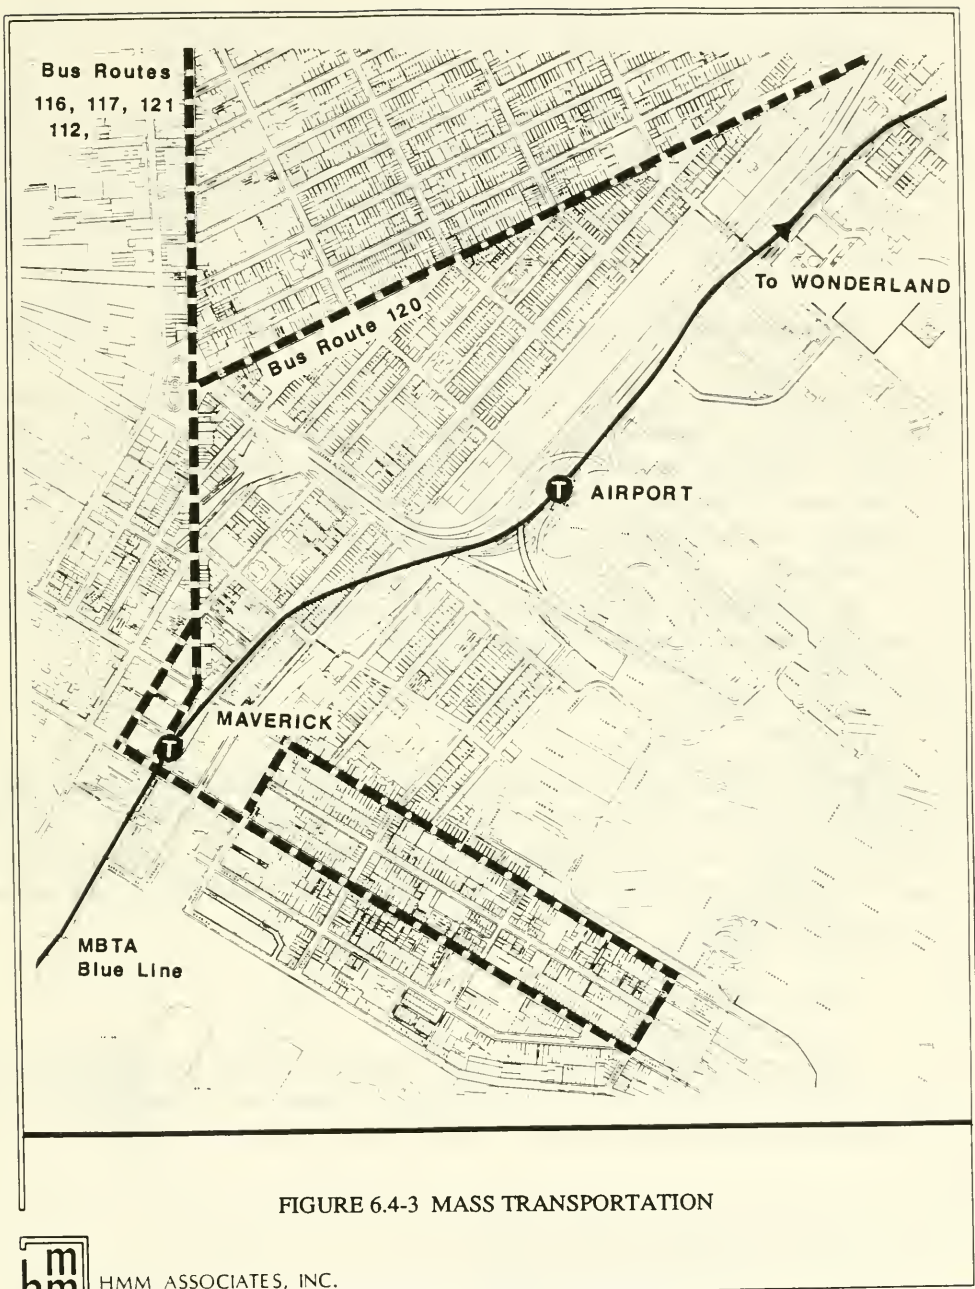 Bus Routes
116, 117, 121
112,
Bus Route 120
To WONDERLAND
T AIRPORT
MAVERICK
T
MBTA
Blue Line
FIGURE 6.4-3 MASS TRANSPORTATION
hmm
HMM ASSOCIATES, INC.